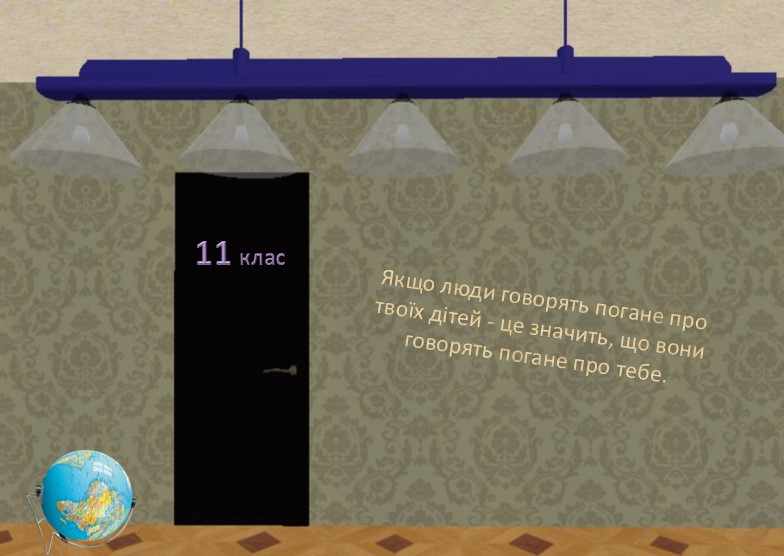 11 клас
Якщо люди говорять погане про
твоїх дітей - це значить, що вони
говорять погане про тебе.